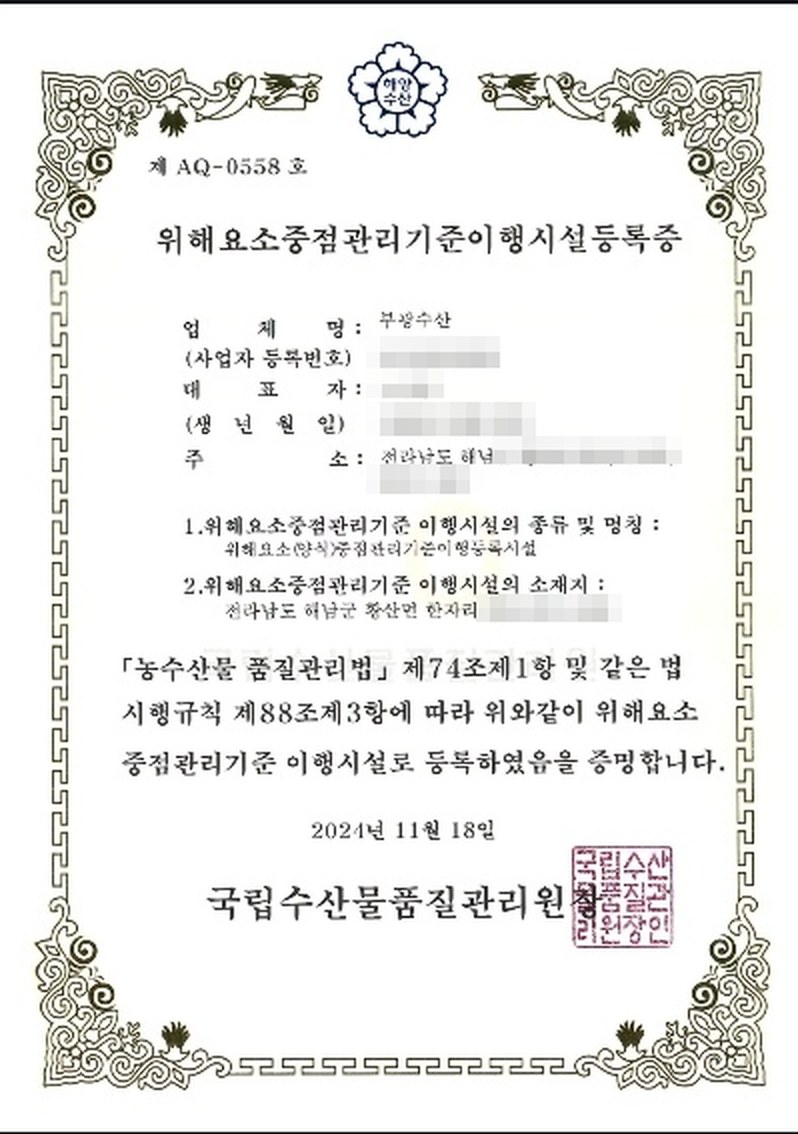 해양
수산
제 AQ-0558 호
위해요소중점관리기준이행시설등록증
업 체 명 : 부광수산
(사업자 등록번호)
대 표 자 :
(생 년 월 일)
주 소 : 전라남도 해남
1.위해요소중점관리기준 이행시설의 종류 및 명칭 :
위해요소(양식)중점관리기준이행등록시설
2.위해요소중점관리기준 이행시설의 소재지 :
전라남도 해남군 황산면 한자리
「농수산물 품질관리법」 제74조제1항 및 같은 법
시행규칙 제88조제3항에 따라 위와같이 위해요소
중점관리기준 이행시설로 등록하였음을 증명합니다.
2024년 11월 18일
국립수산물품질관리원장
국립수산
물품질관
리원장인